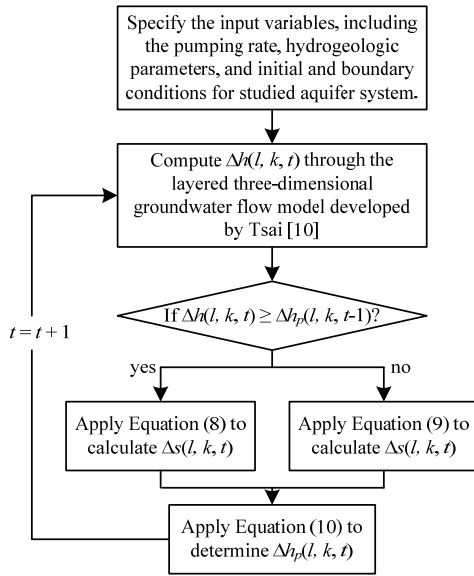 Specify the input variables, including
the pumping rate, hydrogeologic
parameters, and initial and boundary
conditions for studied aquifer system.
Compute Δh(l, k, t) through the
layered three-dimensional
groundwater flow model developed
by Tsai [10]
If Δh(l, k, t) ≥ Δhₚ(l, k, t-1)?
t = t + 1
yes
no
Apply Equation (8) to
calculate Δs(l, k, t)
Apply Equation (9) to
calculate Δs(l, k, t)
Apply Equation (10) to
determine Δhₚ(l, k, t)